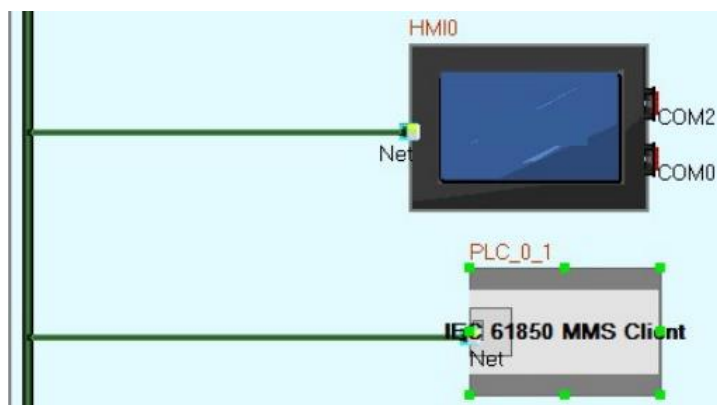 HMI0
COM2
Net
COM0
PLC_0_1
IEC 61850 MMS Client
Net